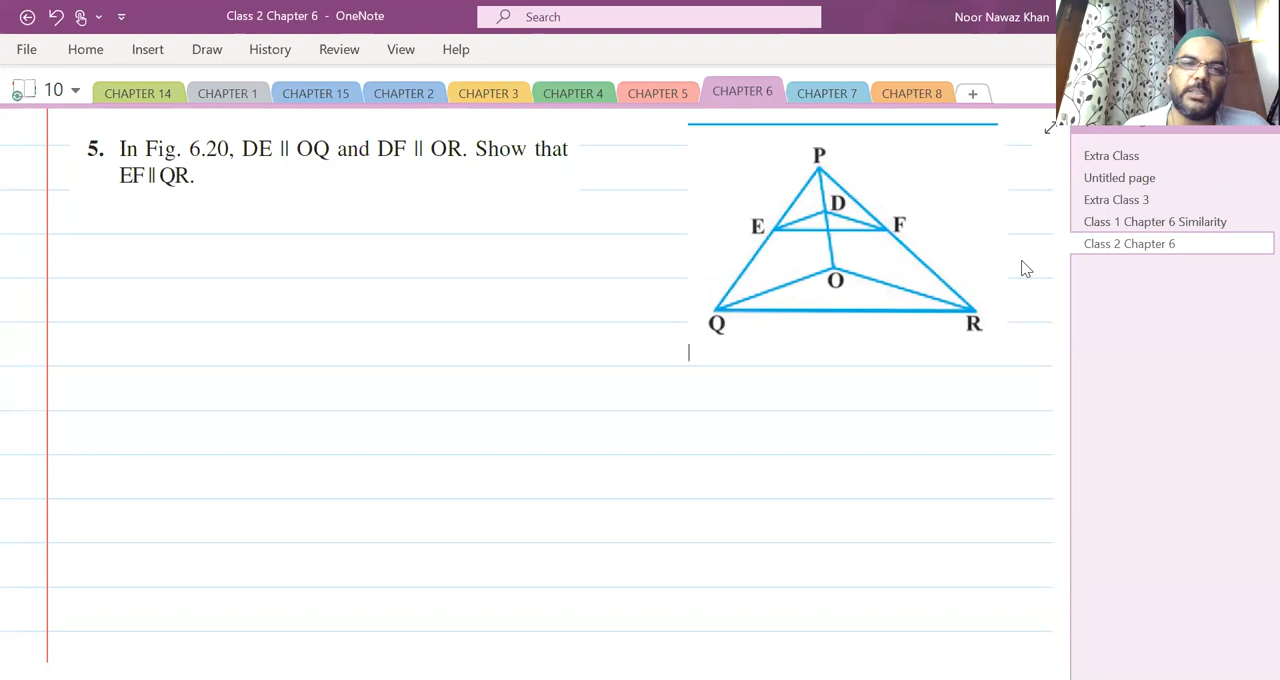 Class 2 Chapter 6 - OneNote
Search
Noor Nawaz Khan
File Home Insert Draw History Review View Help
10 CHAPTER 14 CHAPTER 1 CHAPTER 15 CHAPTER 2 CHAPTER 3 CHAPTER 4 CHAPTER 5 CHAPTER 6 CHAPTER 7 CHAPTER 8 +
5. In Fig. 6.20, DE || OQ and DF || OR. Show that
EF || QR.
P
D
E
F
O
Q
R
Extra Class
Untitled page
Extra Class 3
Class 1 Chapter 6 Similarity
Class 2 Chapter 6